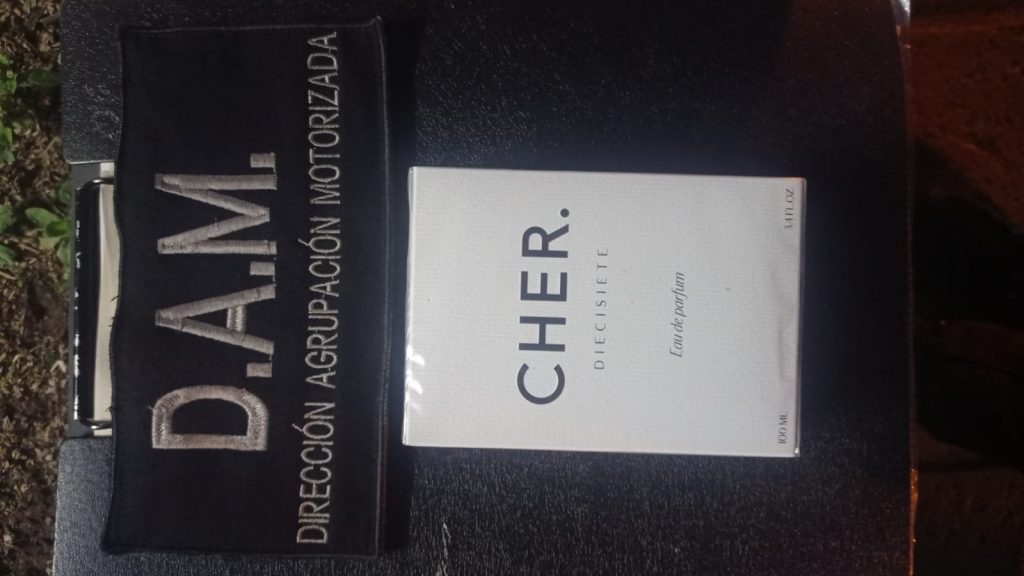 D.A.M.
DIRECCIÓN AGRUPACIÓN MOTORIZADA
CHER.
DIECISIETE
Eau de parfum
100 ML
3.4 FL.OZ